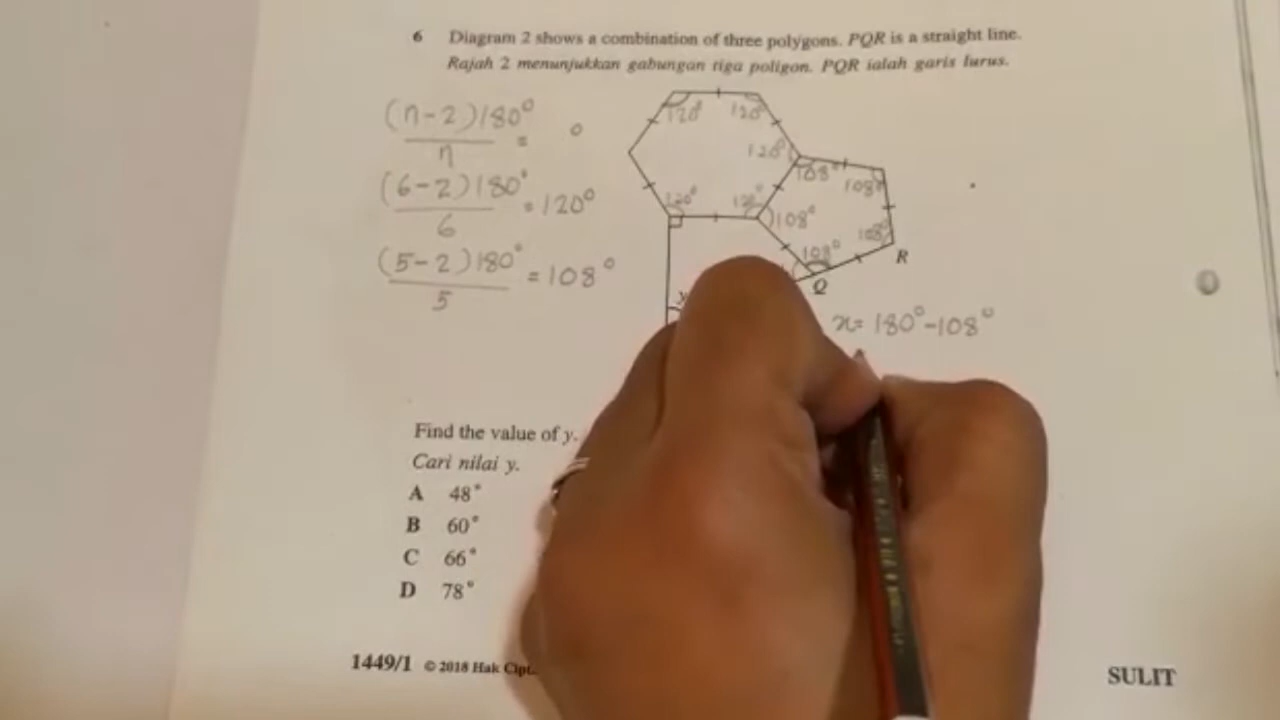 6 Diagram 2 shows a combination of three polygons. PQR is a straight line.
Rajah 2 menunjukkan gabungan tiga poligon. PQR ialah garis lurus.
(n-2)180° = °
n
(6-2)180° = 120°
6
(5-2)180° = 108°
5
120° 120°
120°
120° 120°
108° 108°
108°
108° 108°
R
Q
y
x = 180° - 108°
Find the value of y.
Cari nilai y.
A 48°
B 60°
C 66°
D 78°
1449/1 © 2018 Hak
SULIT